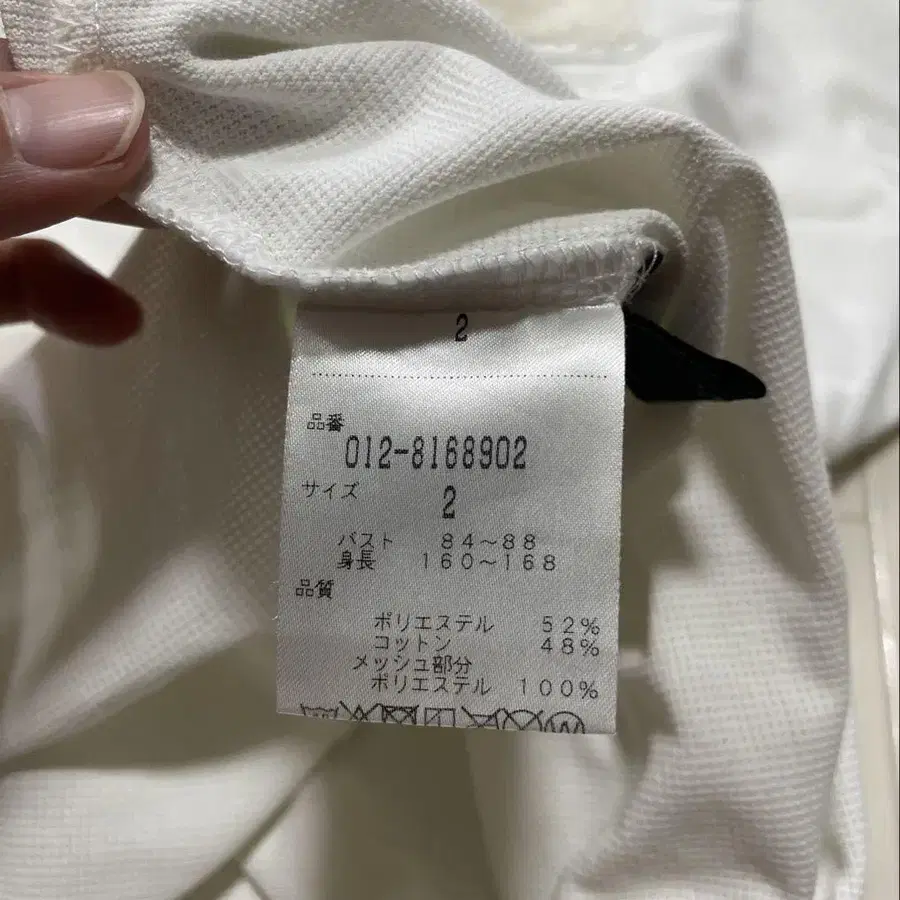 2
品番
012-8168902
サイズ
2
バスト 84～88
身長 160～168
品質
ポリエステル 52%
コットン 48%
メッシュ部分
ポリエステル 100%
W